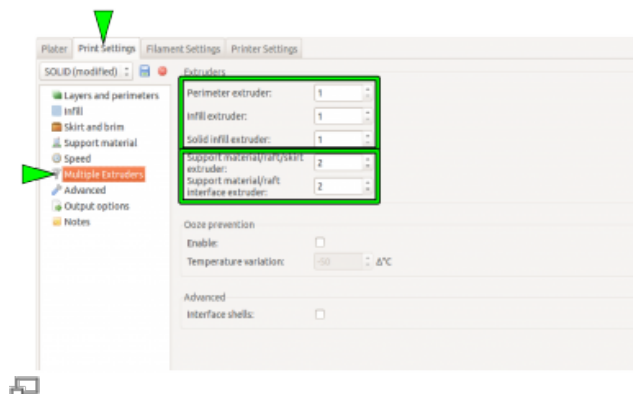 Plater Print Settings Filament Settings Printer Settings
SOLID (modified)
Extruders
Layers and perimeters
Infill
Skirt and brim
Support material
Speed
Multiple Extruders
Advanced
Output options
Notes
Perimeter extruder: 1
Infill extruder: 1
Solid infill extruder: 1
Support material/raft/skirt
extruder: 2
Support material/raft
interface extruder: 2
Ooze prevention
Enable:
Temperature variation: -50 Δ°C
Advanced
Interface shells: